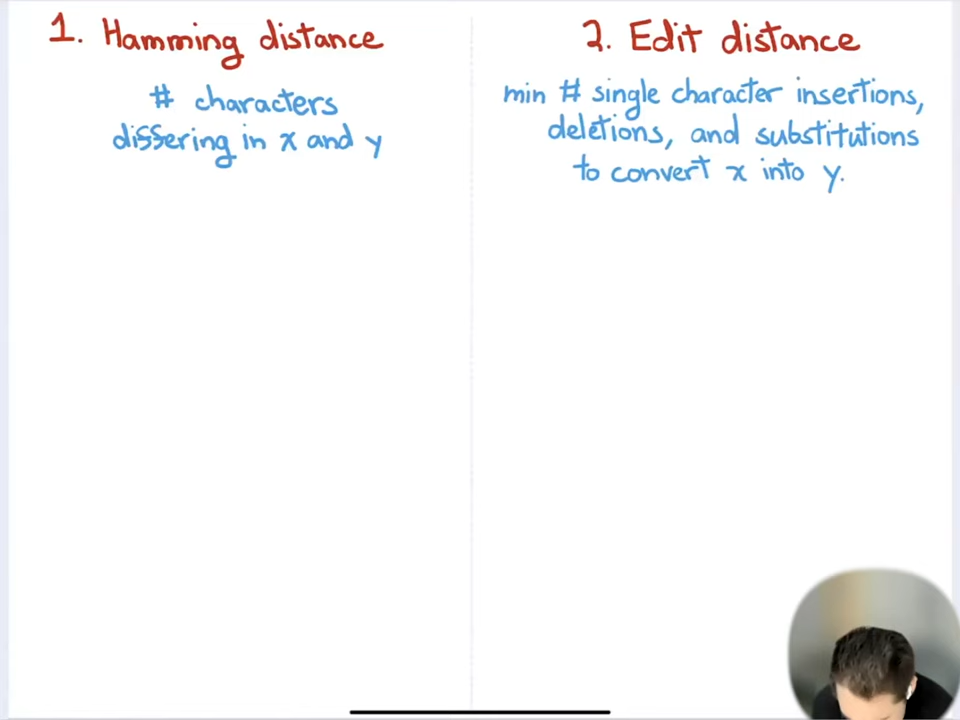 1. Hamming distance
# characters
differing in x and y
2. Edit distance
min # single character insertions,
deletions, and substitutions
to convert x into y.